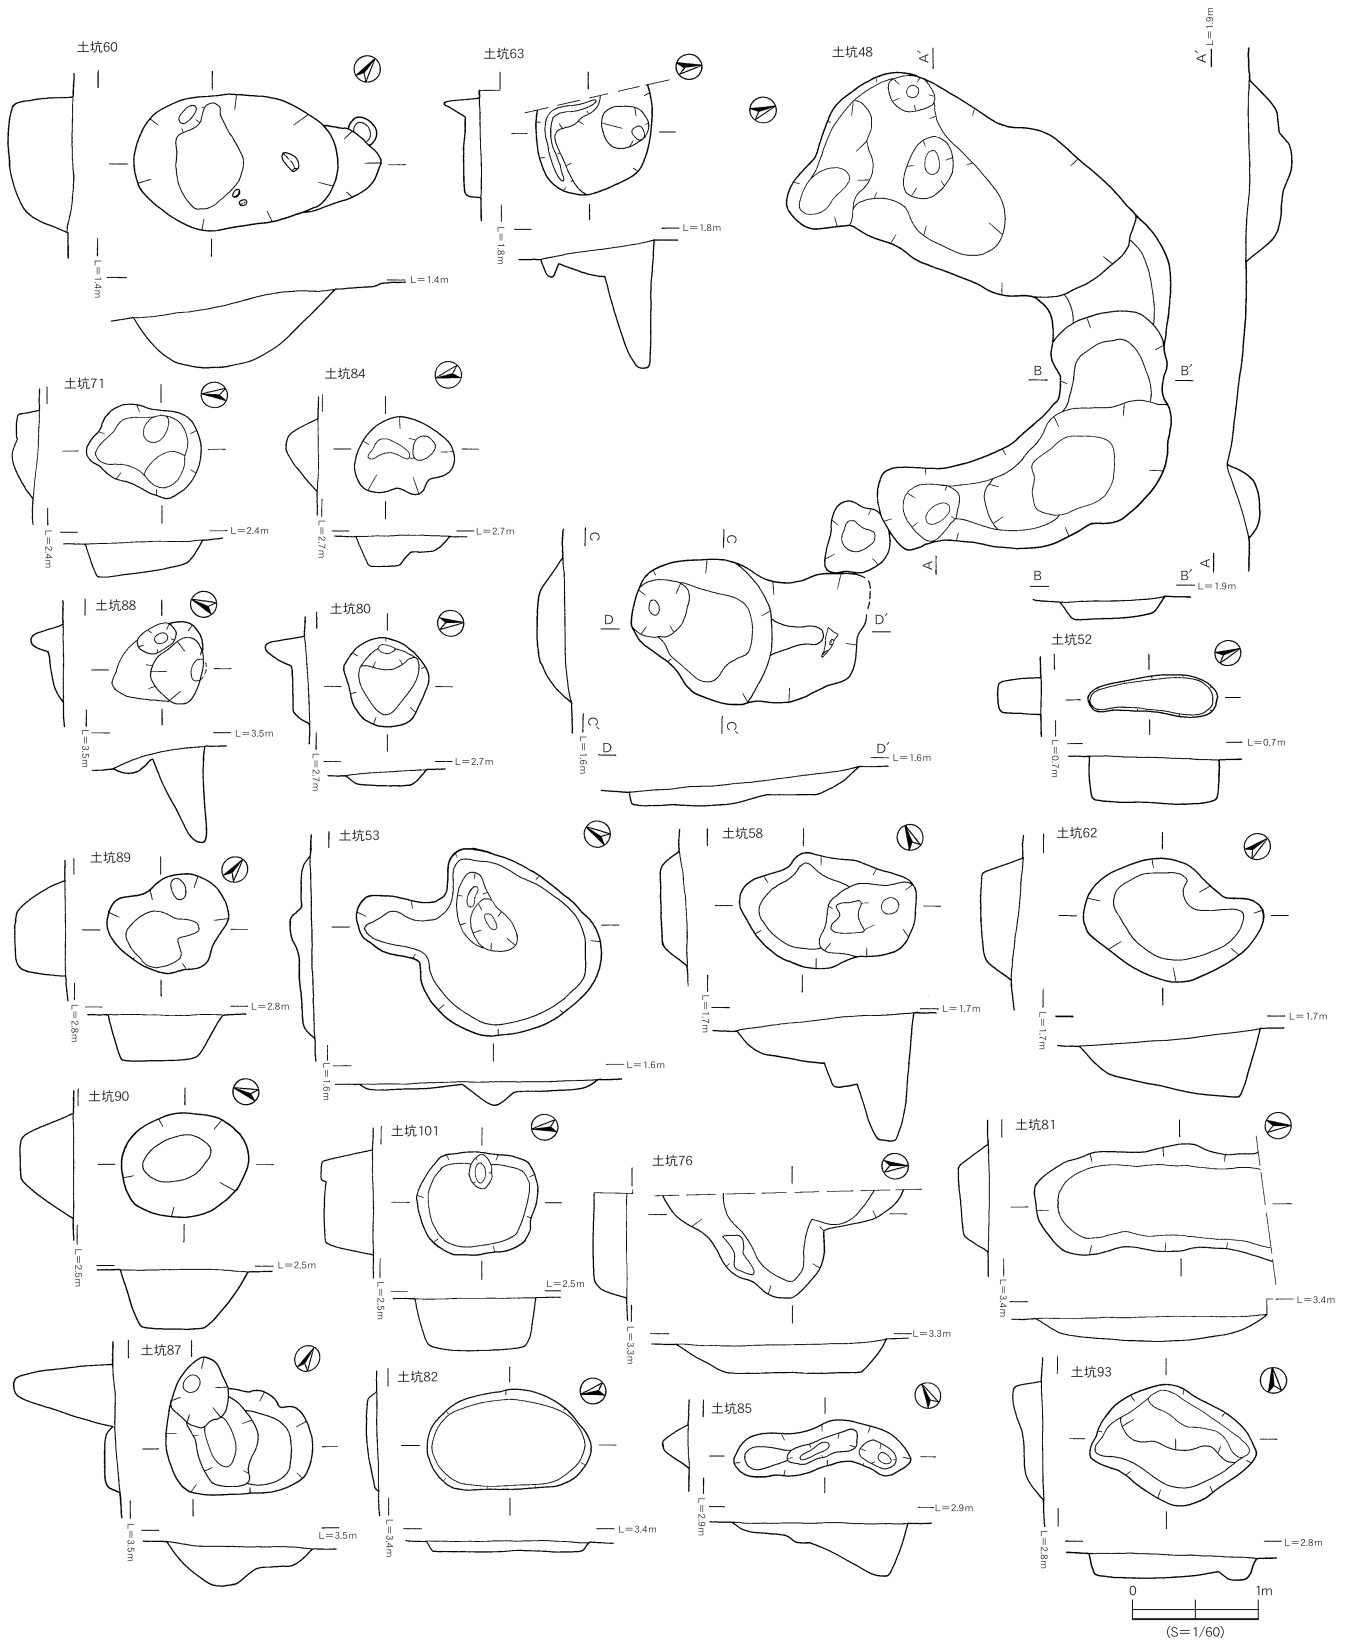 土坑60
L=1.4m
L=1.4m
土坑63
L=1.8m
L=1.8m
土坑48
A′
A′
L=1.9m
B
B′
A
A
B
B′
L=1.9m
C
C
D
D′
C′
C′
L=1.6m
D
D′
L=1.6m
土坑71
L=2.4m
L=2.4m
土坑84
L=2.7m
L=2.7m
土坑88
L=3.5m
L=3.5m
土坑80
L=2.7m
L=2.7m
土坑52
L=0.7m
L=0.7m
土坑89
L=2.8m
L=2.8m
土坑53
L=1.6m
L=1.6m
土坑58
L=1.7m
L=1.7m
土坑62
L=1.7m
L=1.7m
土坑90
L=2.5m
L=2.5m
土坑101
L=2.5m
L=2.5m
土坑76
L=3.3m
L=3.3m
土坑81
L=3.4m
L=3.4m
土坑87
L=3.5m
L=3.5m
土坑82
L=3.4m
L=3.4m
土坑85
L=2.9m
L=2.9m
土坑93
L=2.8m
L=2.8m
0 1m
(S=1/60)